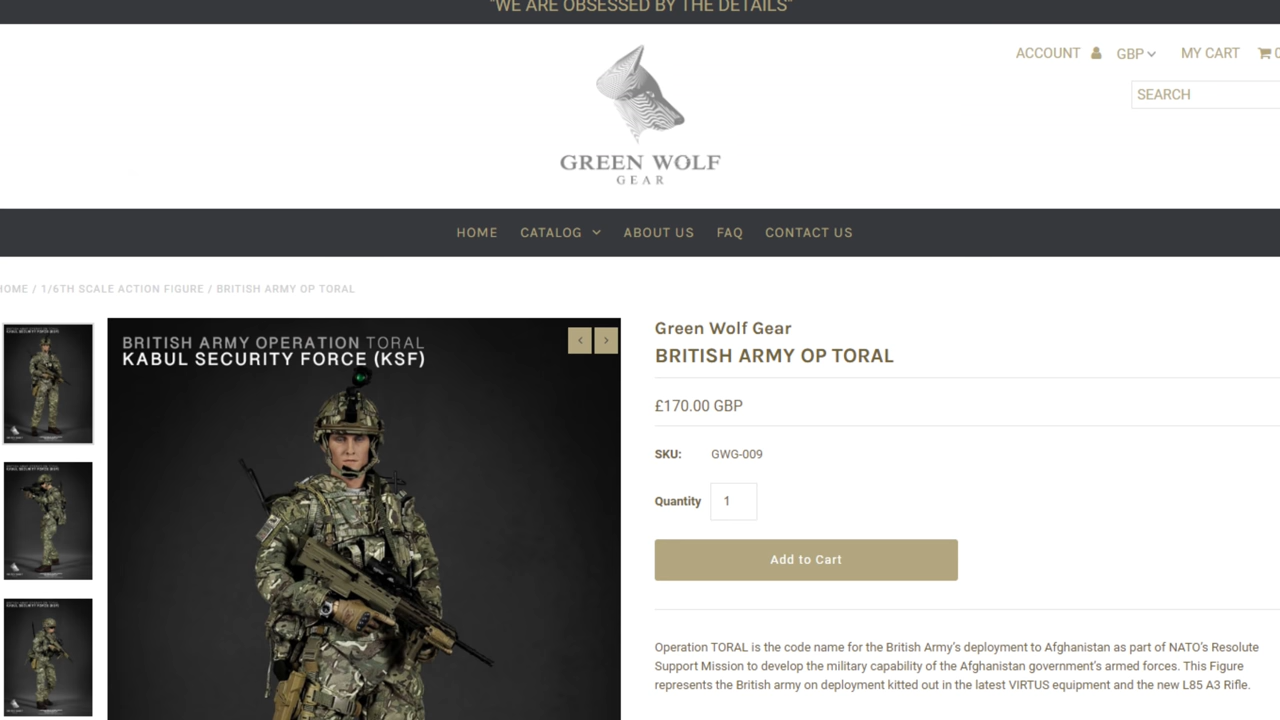 "WE ARE OBSESSED BY THE DETAILS"
ACCOUNT GBP MY CART
SEARCH
GREEN WOLF
GEAR
HOME CATALOG ABOUT US FAQ CONTACT US
HOME / 1/6TH SCALE ACTION FIGURE / BRITISH ARMY OP TORAL
BRITISH ARMY OPERATION TORAL
KABUL SECURITY FORCE (KSF)
Green Wolf Gear
BRITISH ARMY OP TORAL
£170.00 GBP
SKU: GWG-009
Quantity 1
Add to Cart
Operation TORAL is the code name for the British Army's deployment to Afghanistan as part of NATO's Resolute
Support Mission to develop the military capability of the Afghanistan government's armed forces. This Figure
represents the British army on deployment kitted out in the latest VIRTUS equipment and the new L85 A3 Rifle.